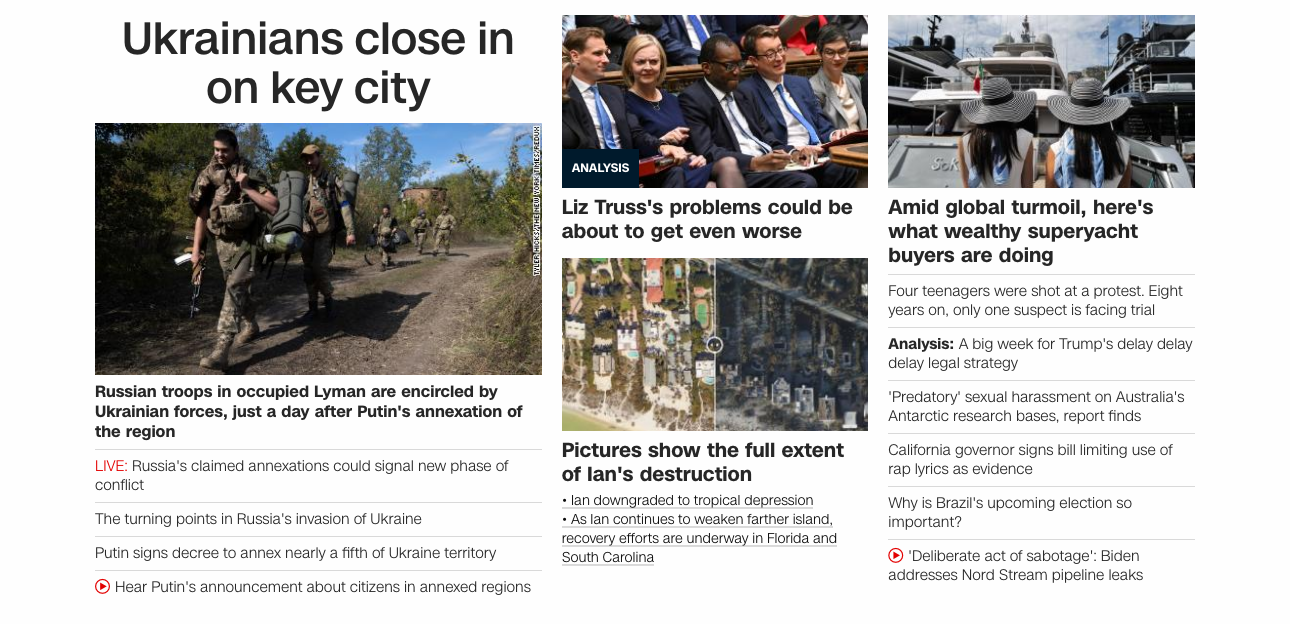 Ukrainians close in
on key city
TYLER HICKS/THE NEW YORK TIMES/REDUX
Russian troops in occupied Lyman are encircled by
Ukrainian forces, just a day after Putin's annexation of
the region
LIVE: Russia's claimed annexations could signal new phase of
conflict
The turning points in Russia's invasion of Ukraine
Putin signs decree to annex nearly a fifth of Ukraine territory
Hear Putin's announcement about citizens in annexed regions
ANALYSIS
Liz Truss's problems could be
about to get even worse
Pictures show the full extent
of Ian's destruction
• Ian downgraded to tropical depression
• As Ian continues to weaken farther island,
recovery efforts are underway in Florida and
South Carolina
Amid global turmoil, here's
what wealthy superyacht
buyers are doing
Four teenagers were shot at a protest. Eight
years on, only one suspect is facing trial
Analysis: A big week for Trump's delay delay
delay legal strategy
'Predatory' sexual harassment on Australia's
Antarctic research bases, report finds
California governor signs bill limiting use of
rap lyrics as evidence
Why is Brazil's upcoming election so
important?
'Deliberate act of sabotage': Biden
addresses Nord Stream pipeline leaks